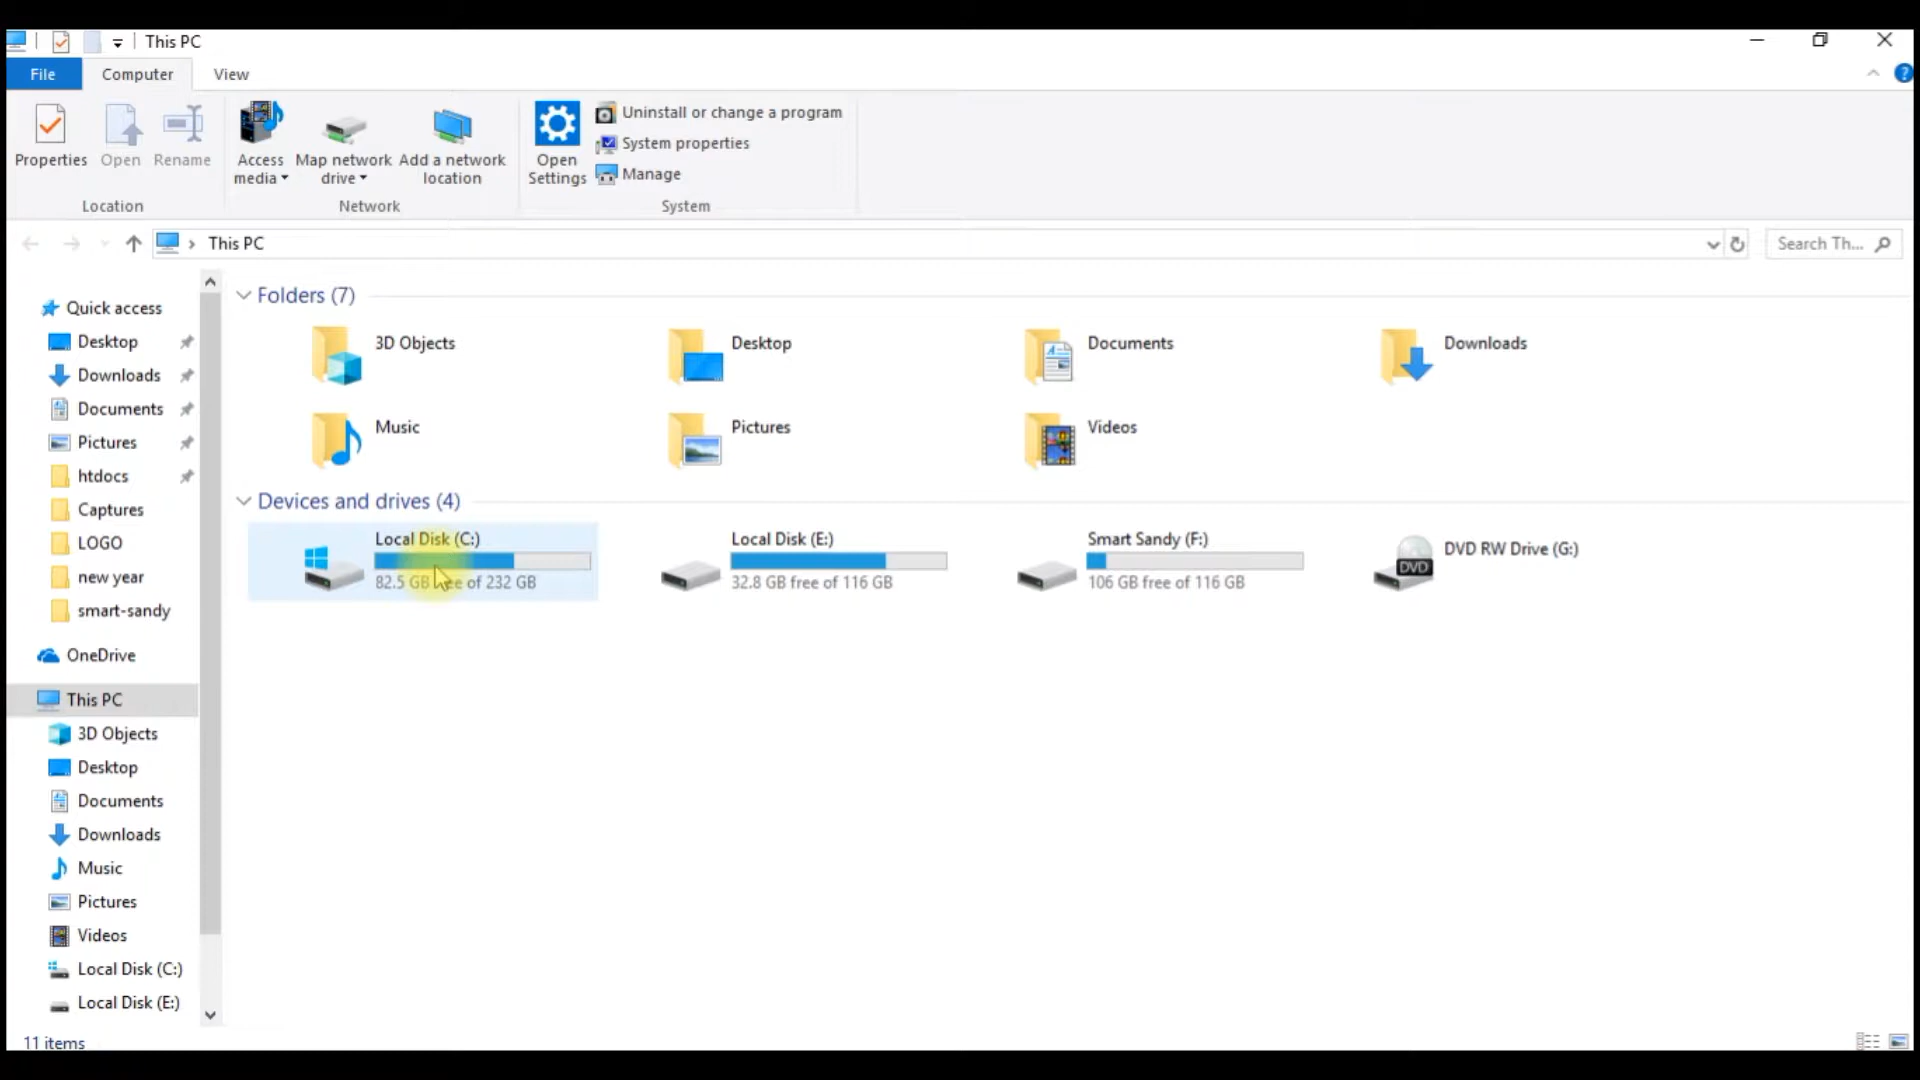 This PC
File Computer View
Properties Open Rename Access media Map network drive Add a network location Open Settings Uninstall or change a program
System properties
Manage
Location Network System
This PC
Search Th...
Quick access
Desktop
Downloads
Documents
Pictures
htdocs
Captures
LOGO
new year
smart-sandy
OneDrive
This PC
3D Objects
Desktop
Documents
Downloads
Music
Pictures
Videos
Local Disk (C:)
Local Disk (E:)
Folders (7)
3D Objects Desktop Documents Downloads
Music Pictures Videos
Devices and drives (4)
Local Disk (C:) Local Disk (E:) Smart Sandy (F:) DVD RW Drive (G:)
82.5 GB free of 232 GB 32.8 GB free of 116 GB 106 GB free of 116 GB
DVD
11 items